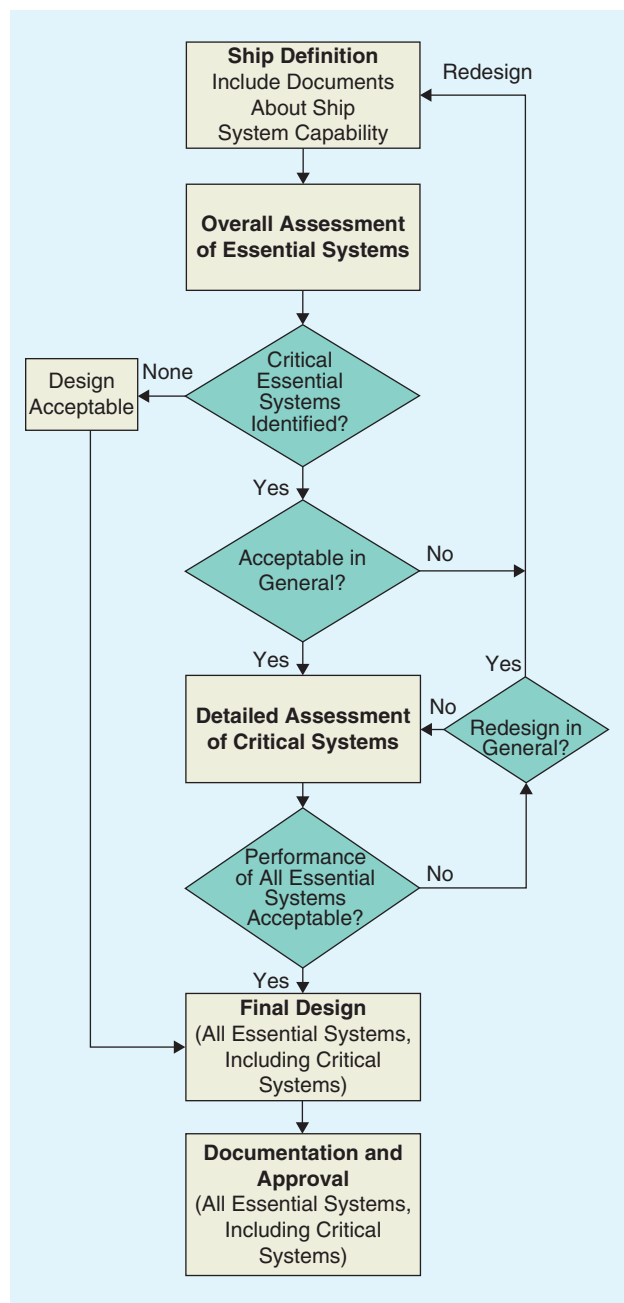 Ship Definition
Include Documents
About Ship
System Capability
Redesign
Overall Assessment
of Essential Systems
Critical
Essential
Systems
Identified?
None
Design
Acceptable
Yes
Acceptable in
General?
No
Yes
Detailed Assessment
of Critical Systems
No
Yes
Redesign in
General?
Performance
of All Essential
Systems
Acceptable?
No
Yes
Final Design
(All Essential Systems,
Including Critical
Systems)
Documentation and
Approval
(All Essential Systems,
Including Critical
Systems)